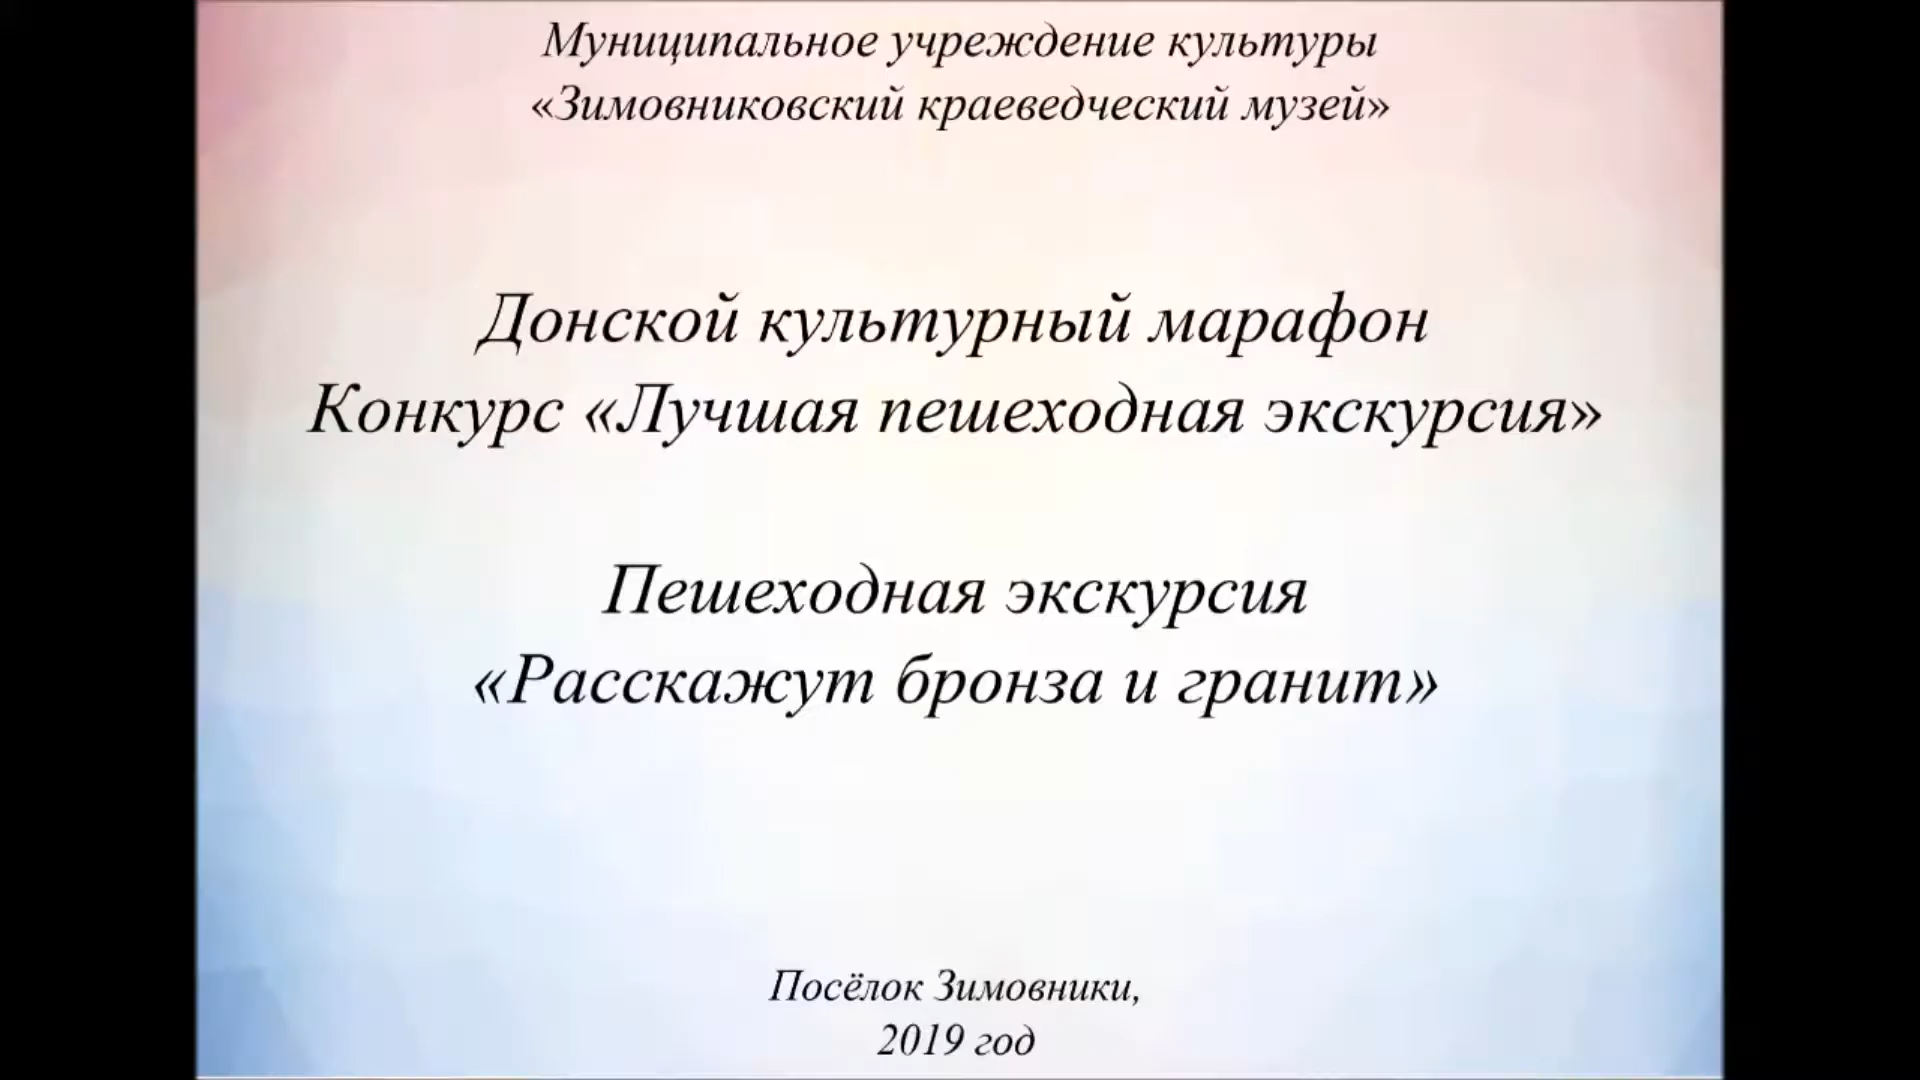 Муниципальное учреждение культуры
«Зимовниковский краеведческий музей»
Донской культурный марафон
Конкурс «Лучшая пешеходная экскурсия»
Пешеходная экскурсия
«Расскажут бронза и гранит»
Посёлок Зимовники,
2019 год